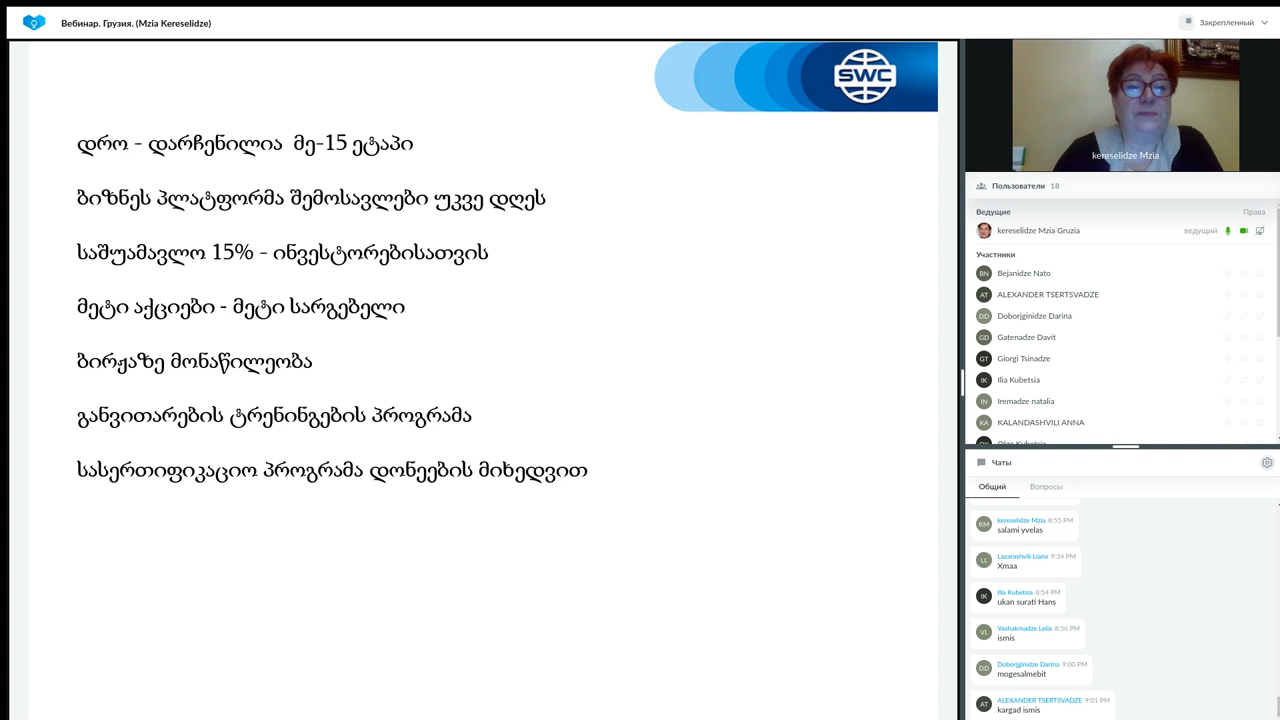 Вебинар. Грузия. (Mzia Kereselidze)
Закрепленный
SWC
დრო - დარჩენილია მე-15 ეტაპი
ბიზნეს პლატფორმა შემოსავლები უკვე დღეს
საშუამავლო 15% - ინვესტორებისათვის
მეტი აქციები - მეტი სარგებელი
ბირჟაზე მონაწილეობა
განვითარების ტრენინგების პროგრამა
სასერთიფიკაციო პროგრამა დონეების მიხედვით
kereselidze Mzia
Пользователи 18
Ведущие Права
kereselidze Mzia Gruzia ведущий
Участники
BN Bejanidze Nato
AT ALEXANDER TSERTSVADZE
DD Doborjginidze Darina
GD Gatenadze Davit
GT Giorgi Tsinadze
IK Ilia Kubetsia
IN Iremadze natalia
KA KALANDASHVILI ANNA
OK Olga Kubetsia
Чаты
Общий Вопросы
KM kereselidze Mzia 8:55 PM
salami yvelas
LL Lazarashvili Liana 9:34 PM
Xmaa
IK Ilia Kubetsia 8:54 PM
ukan surati Hans
VL Vashakmadze Leila 8:56 PM
ismis
DD Doborjginidze Darina 9:00 PM
mogesalmebit
AT ALEXANDER TSERTSVADZE 9:01 PM
kargad ismis